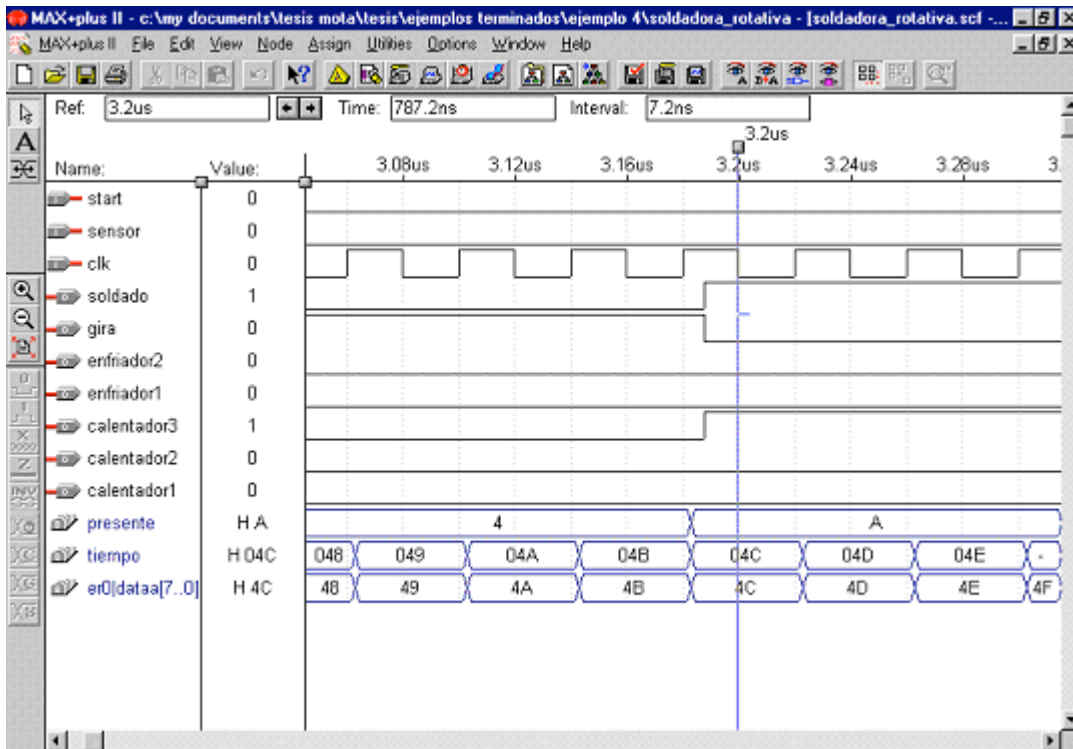 MAX+plus II - c:\my documents\tesis mota\tesis\ejemplos terminados\ejemplo 4\soldadora_rotativa - [soldadora_rotativa.scf -...
MAX+plus II File Edit View Node Assign Utilities Options Window Help
Ref: 3.2us Time: 787.2ns Interval: 7.2ns
3.2us
Name: Value: 3.08us 3.12us 3.16us 3.2us 3.24us 3.28us 3.
start 0
sensor 0
clk 0
soldado 1
gira 0
enfriador2 0
enfriador1 0
calentador3 1
calentador2 0
calentador1 0
presente H A 4 A
tiempo H 04C 048 049 04A 04B 04C 04D 04E -
er0|dataa[7..0] H 4C 48 49 4A 4B 4C 4D 4E 4F